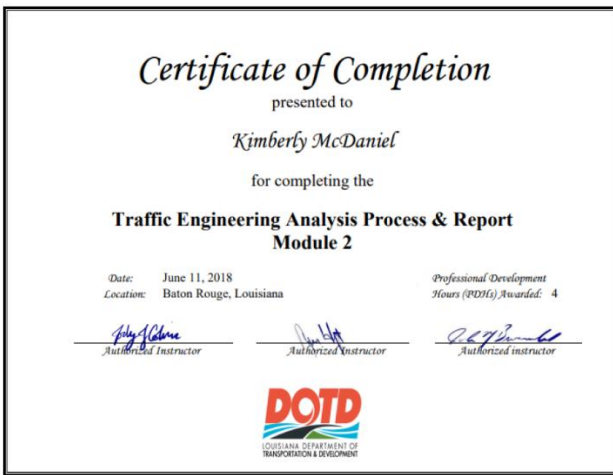 Certificate of Completion
presented to
Kimberly McDaniel
for completing the
Traffic Engineering Analysis Process & Report
Module 2
Date: June 11, 2018
Location: Baton Rouge, Louisiana
Professional Development
Hours (PDHs) Awarded: 4
Authorized Instructor
Authorized Instructor
Authorized instructor
DOTD
LOUISIANA DEPARTMENT OF
TRANSPORTATION & DEVELOPMENT